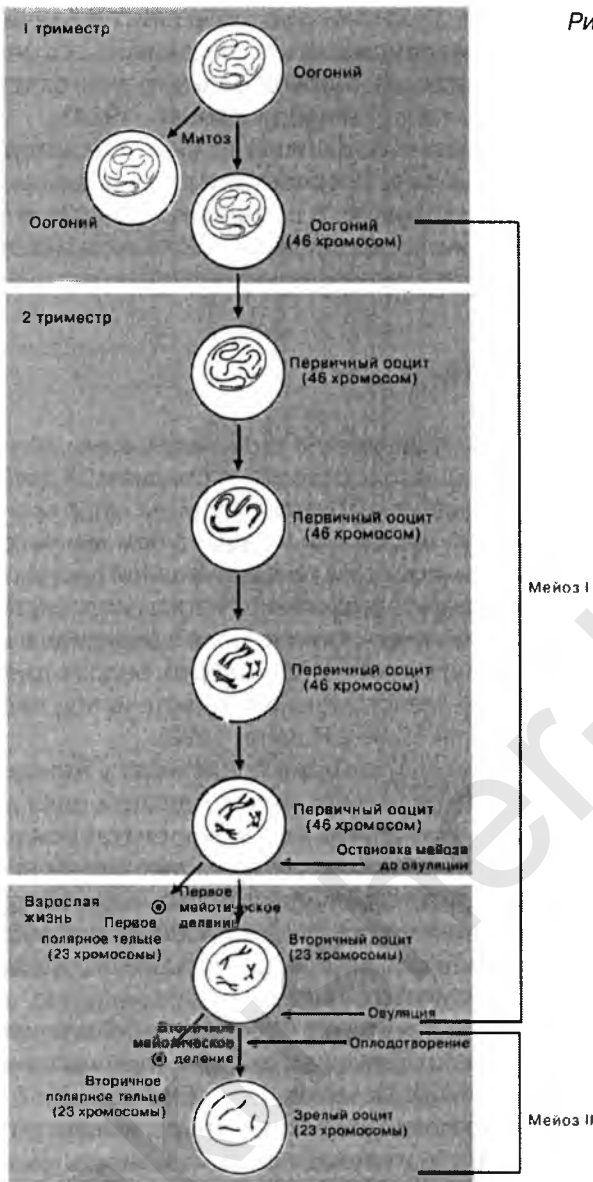 1 триместр
Ри
Оогоний
Митоз
Оогоний
Оогоний
(46 хромосом)
2 триместр
Первичный ооцит
(46 хромосом)
Первичный ооцит
(46 хромосом)
Мейоз I
Первичный ооцит
(46 хромосом)
Первичный ооцит
(46 хромосом)
Остановка мейоза
до овуляции
Взрослая
жизнь
Первое
полярное тельце
(23 хромосомы)
Первое
мейотическое
деление
Вторичный ооцит
(23 хромосомы)
Овуляция
Вторичное
мейотическое
деление
Оплодотворение
Вторичное
полярное тельце
(23 хромосомы)
Зрелый ооцит
(23 хромосомы)
Мейоз II